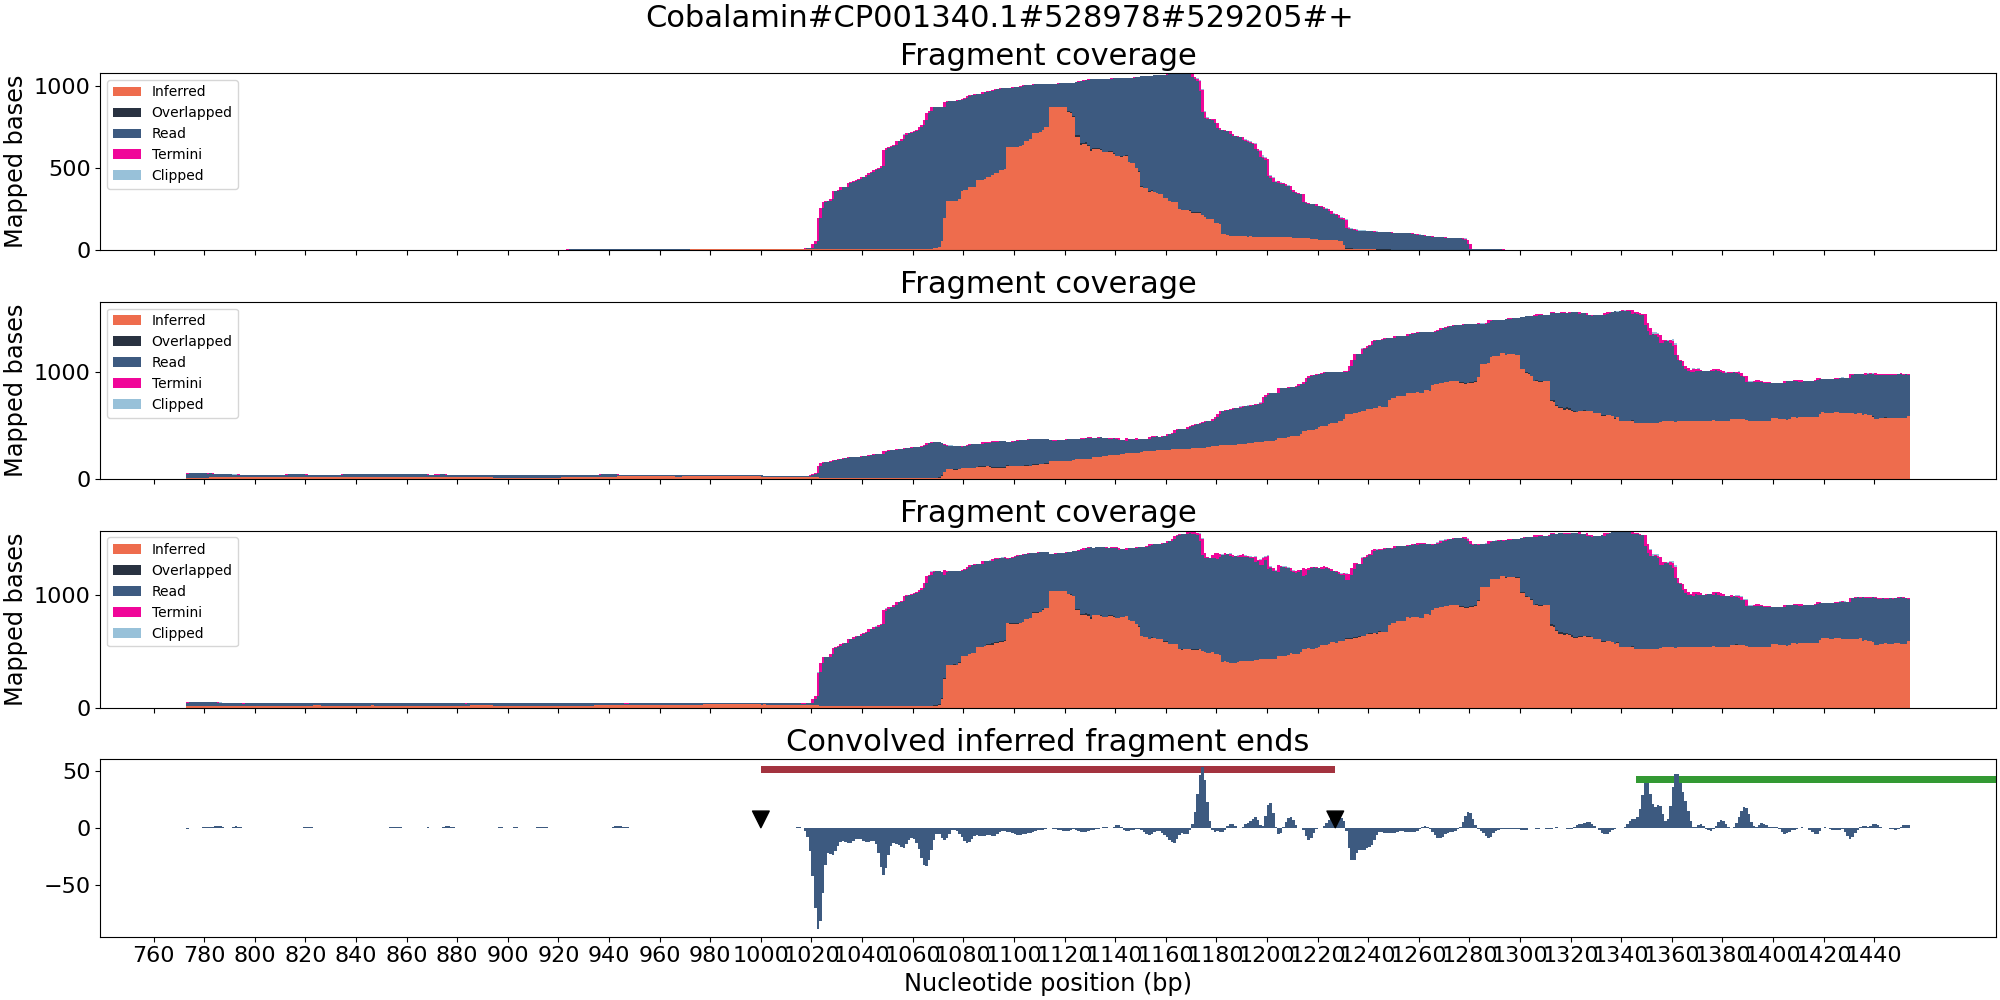 Cobalamin#CP001340.1#528978#529205#+
Fragment coverage
Mapped bases
1000
500
0
Inferred
Overlapped
Read
Termini
Clipped
Fragment coverage
Mapped bases
1000
0
Inferred
Overlapped
Read
Termini
Clipped
Fragment coverage
Mapped bases
1000
0
Inferred
Overlapped
Read
Termini
Clipped
Convolved inferred fragment ends
50
0
−50
760 780 800 820 840 860 880 900 920 940 960 980 1000 1020 1040 1060 1080 1100 1120 1140 1160 1180 1200 1220 1240 1260 1280 1300 1320 1340 1360 1380 1400 1420 1440
Nucleotide position (bp)